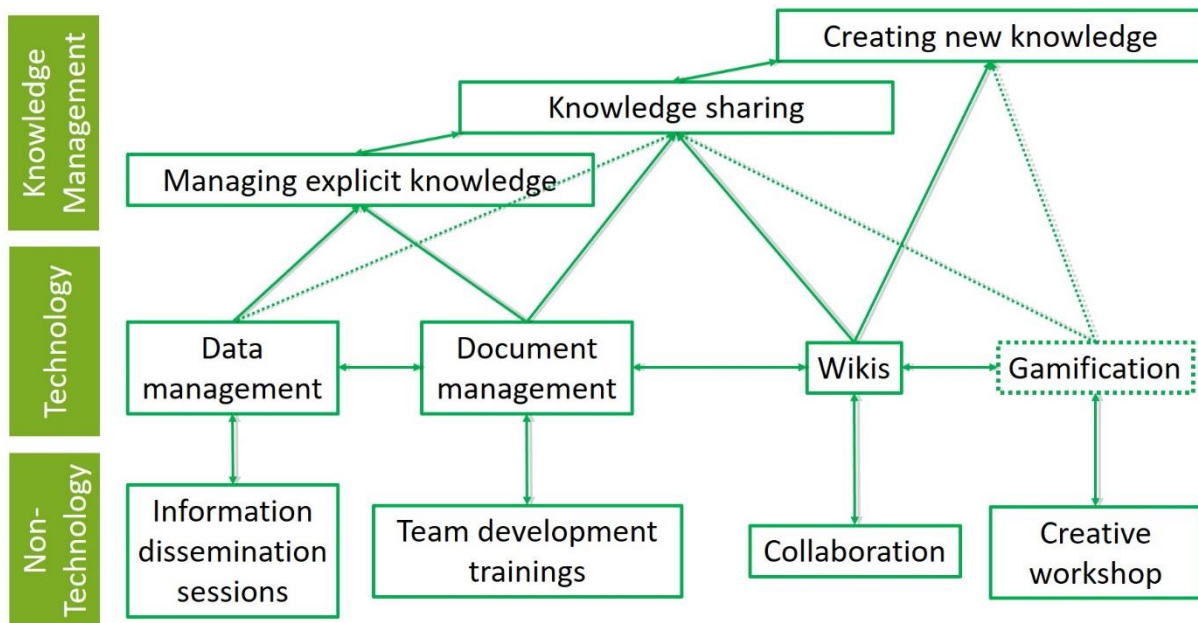 Knowledge
Management
Creating new knowledge
Knowledge sharing
Managing explicit knowledge
Technology
Data
management
Document
management
Wikis
Gamification
Non-
Technology
Information
dissemination
sessions
Team development
trainings
Collaboration
Creative
workshop